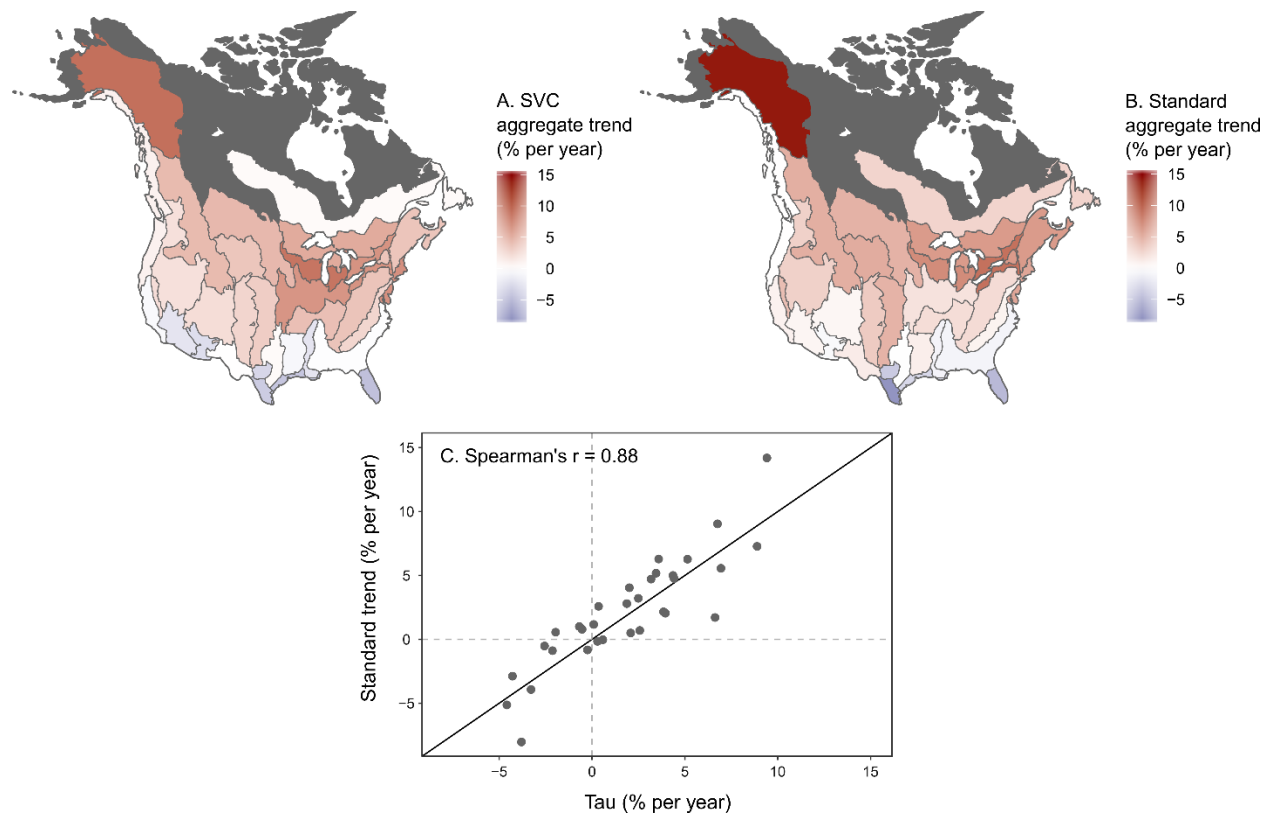 A. SVC
aggregate trend
(% per year)
15
10
5
0
−5
B. Standard
aggregate trend
(% per year)
15
10
5
0
−5
C. Spearman's r = 0.88
Standard trend (% per year)
15
10
5
0
−5
−5 0 5 10 15
Tau (% per year)